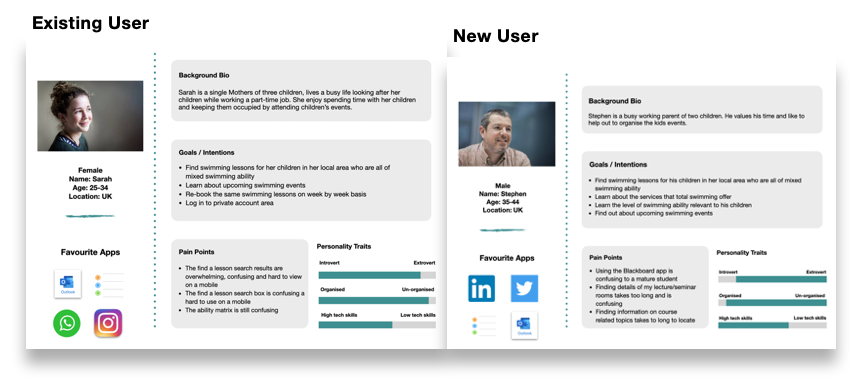 Existing User
Background Bio
Sarah is a single Mothers of three children, lives a busy life looking after her
children while working a part-time job. She enjoy spending time with her children
and keeping them occupied by attending children's events.
Goals / Intentions
Find swimming lessons for her children in her local area who are all of
mixed swimming ability
Learn about upcoming swimming events
Re-book the same swimming lessons on week by week basis
Log in to private account area
Female
Name: Sarah
Age: 25-34
Location: UK
Favourite Apps
Outlook
Pain Points
The find a lesson search results are
overwhelming, confusing and hard to view
on a mobile
The find a lesson search box is confusing a
hard to use on a mobile
The ability matrix is still confusing
Personality Traits
Introvert Extrovert
Organised Un-organised
High tech skills Low tech skills
New User
Background Bio
Stephen is a busy working parent of two children. He values his time and like to
help out to organise the kids events.
Goals / Intentions
Find swimming lessons for his children in her local area who are all of mixed
swimming ability
Learn about the services that total swimming offer
Learn the level of swimming ability relevant to his children
Find out about upcoming swimming events
Male
Name: Stephen
Age: 35-44
Location: UK
Favourite Apps
in
Outlook
Pain Points
Using the Blackboard app is
confusing to a mature student
Finding details of my lecture/seminar
rooms takes too long and is
confusing
Finding information on course
related topics takes to long to locate
Personality Traits
Introvert Extrovert
Organised Un-organised
High tech skills Low tech skills